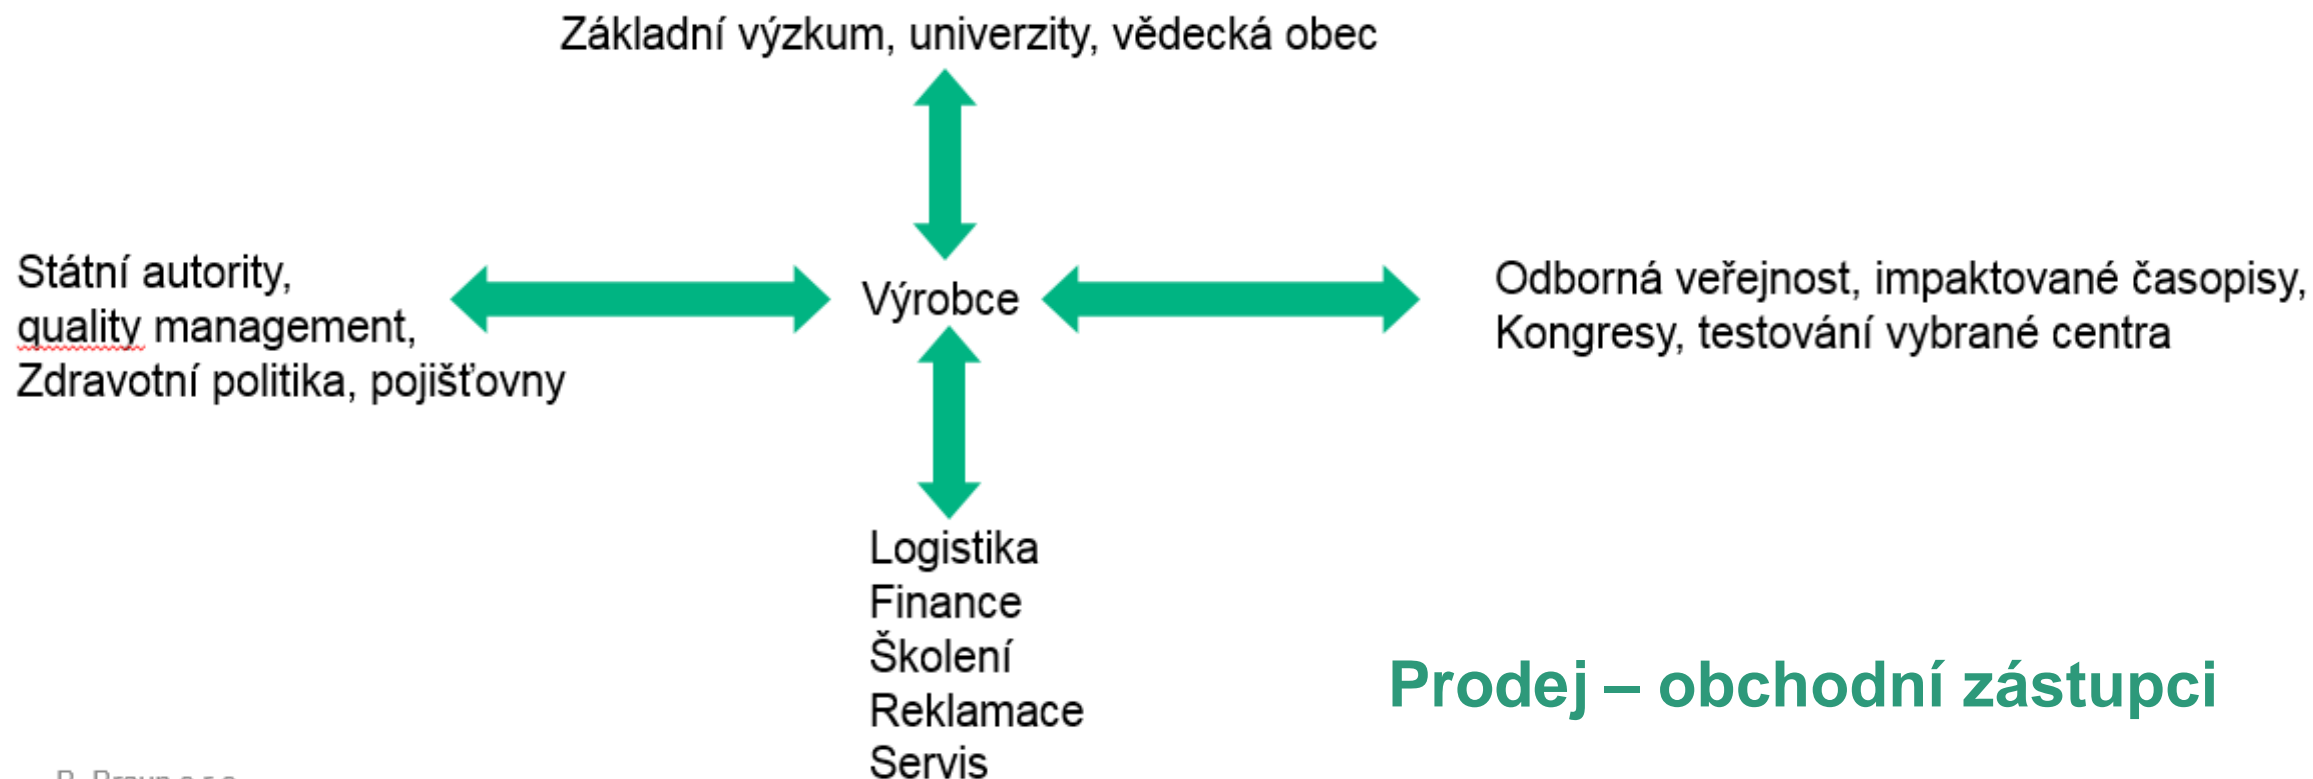 Základní výzkum, univerzity, vědecká obec
Státní autority,
quality management,
Zdravotní politika, pojišťovny
Výrobce
Odborná veřejnost, impaktované časopisy,
Kongresy, testování vybrané centra
Logistika
Finance
Školení
Reklamace
Servis
Prodej – obchodní zástupci